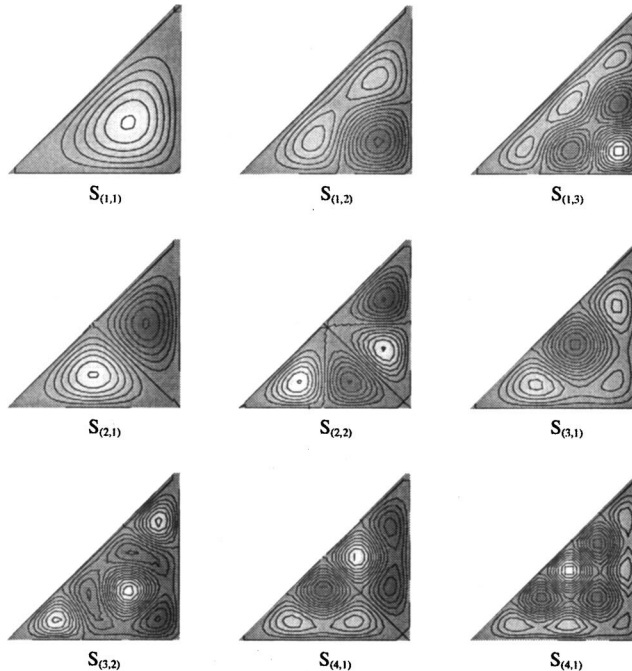 S(1,1) S(1,2) S(1,3)
S(2,1) S(2,2) S(3,1)
S(3,2) S(4,1) S(4,1)